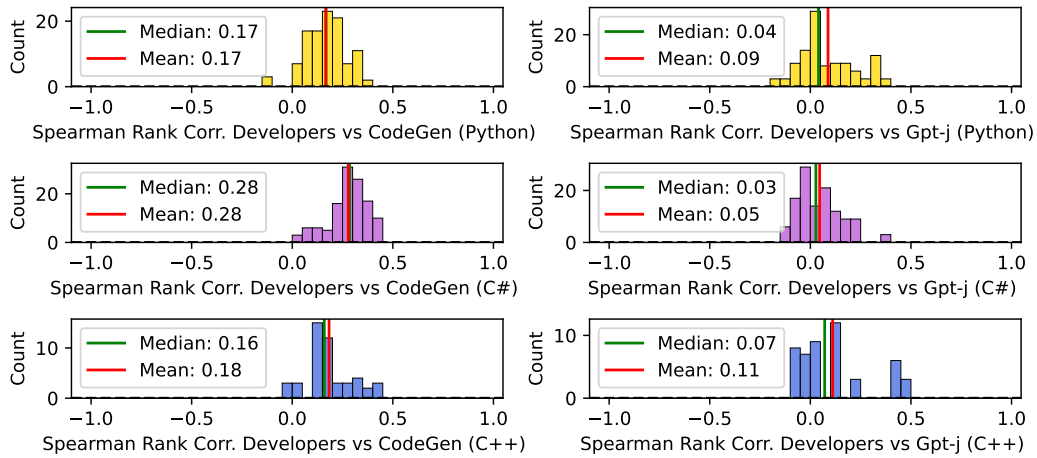 Count
20
0
Median: 0.17
Mean: 0.17
−1.0 −0.5 0.0 0.5 1.0
Spearman Rank Corr. Developers vs CodeGen (Python)
Count
20
0
Median: 0.04
Mean: 0.09
−1.0 −0.5 0.0 0.5 1.0
Spearman Rank Corr. Developers vs Gpt-j (Python)
Count
20
0
Median: 0.28
Mean: 0.28
−1.0 −0.5 0.0 0.5 1.0
Spearman Rank Corr. Developers vs CodeGen (C#)
Count
20
0
Median: 0.03
Mean: 0.05
−1.0 −0.5 0.0 0.5 1.0
Spearman Rank Corr. Developers vs Gpt-j (C#)
Count
10
0
Median: 0.16
Mean: 0.18
−1.0 −0.5 0.0 0.5 1.0
Spearman Rank Corr. Developers vs CodeGen (C++)
Count
10
0
Median: 0.07
Mean: 0.11
−1.0 −0.5 0.0 0.5 1.0
Spearman Rank Corr. Developers vs Gpt-j (C++)